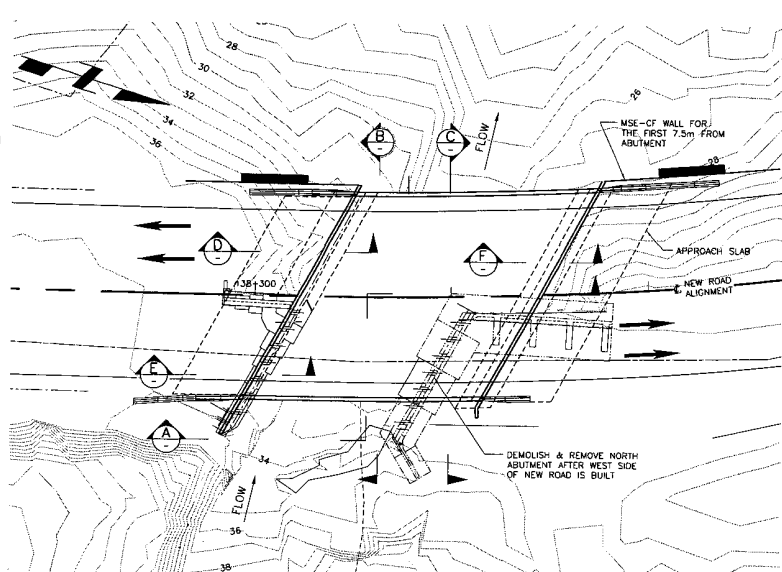 28
30
32
34
36
B
-
C
-
FLOW
26
MSE-CF WALL FOR
THE FIRST 7.5m FROM
ABUTMENT
28
D
-
F
-
APPROACH SLAB
138+300
NEW ROAD
ALIGNMENT
E
-
A
-
34
FLOW
DEMOLISH & REMOVE NORTH
ABUTMENT AFTER WEST SIDE
OF NEW ROAD IS BUILT
36
38